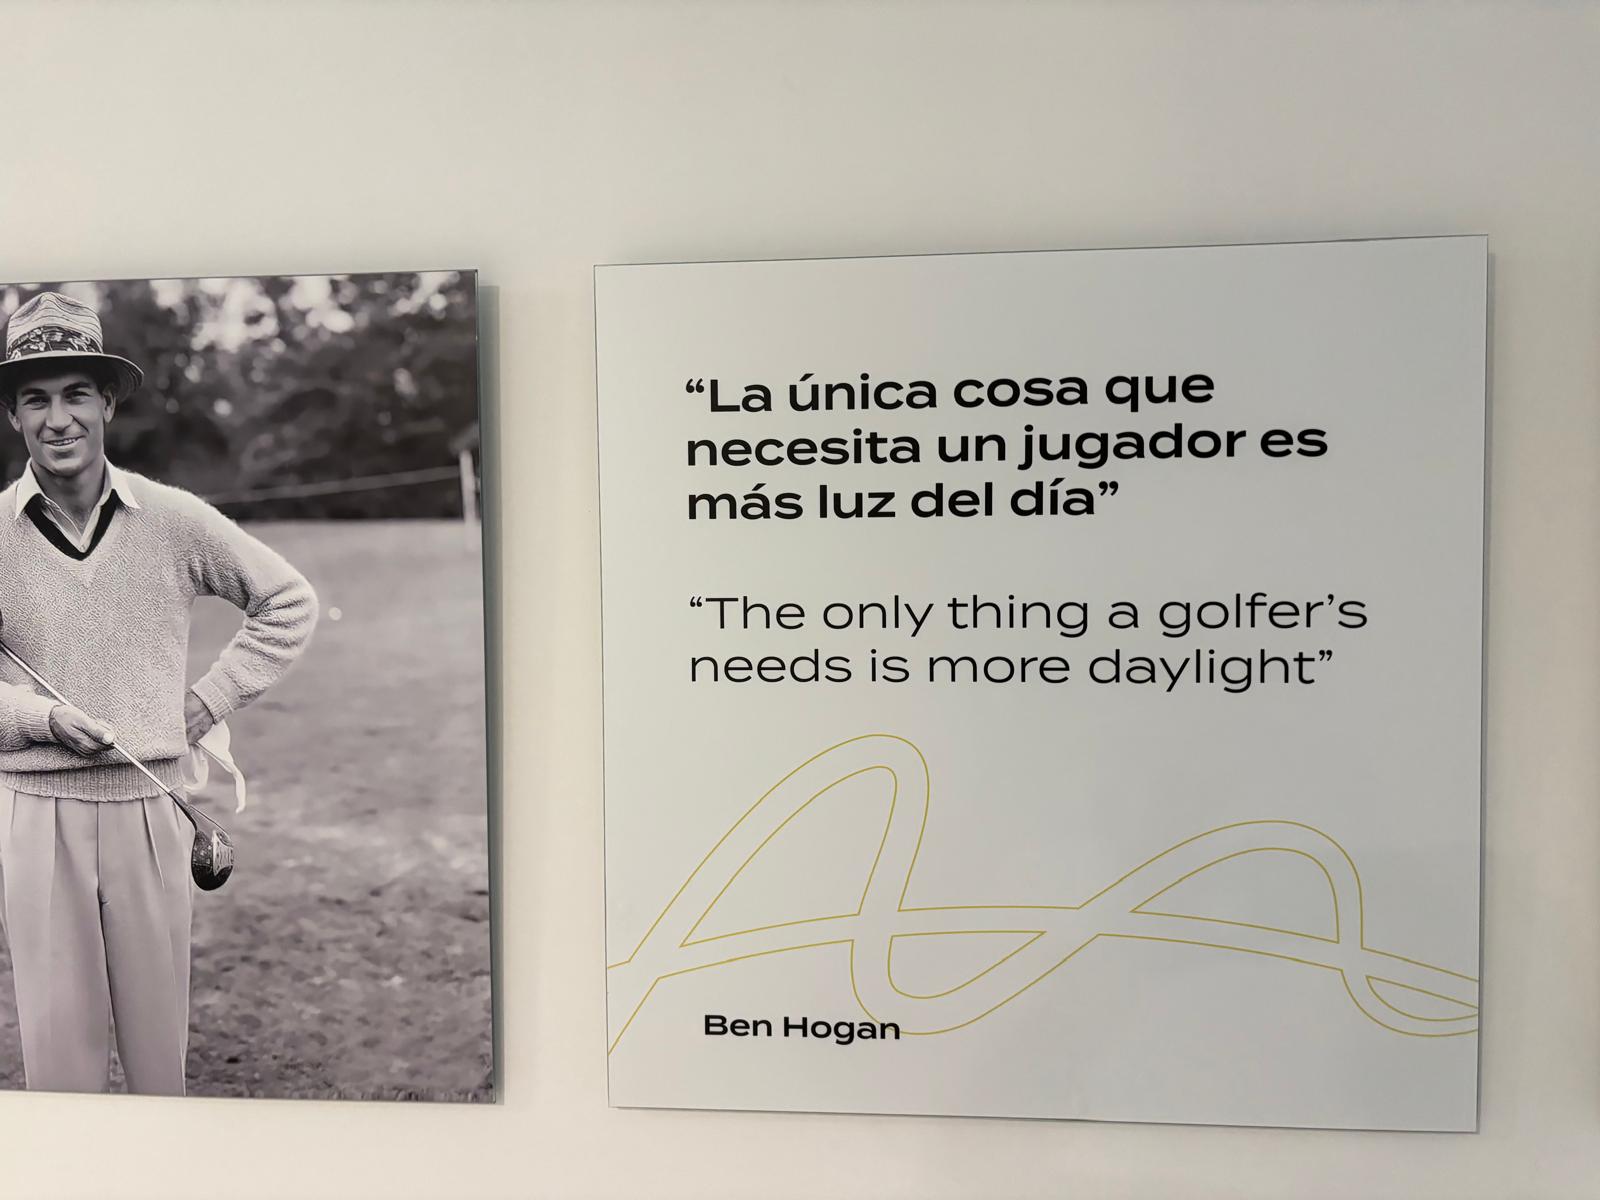 “La única cosa que
necesita un jugador es
más luz del día”
“The only thing a golfer’s
needs is more daylight”
Ben Hogan